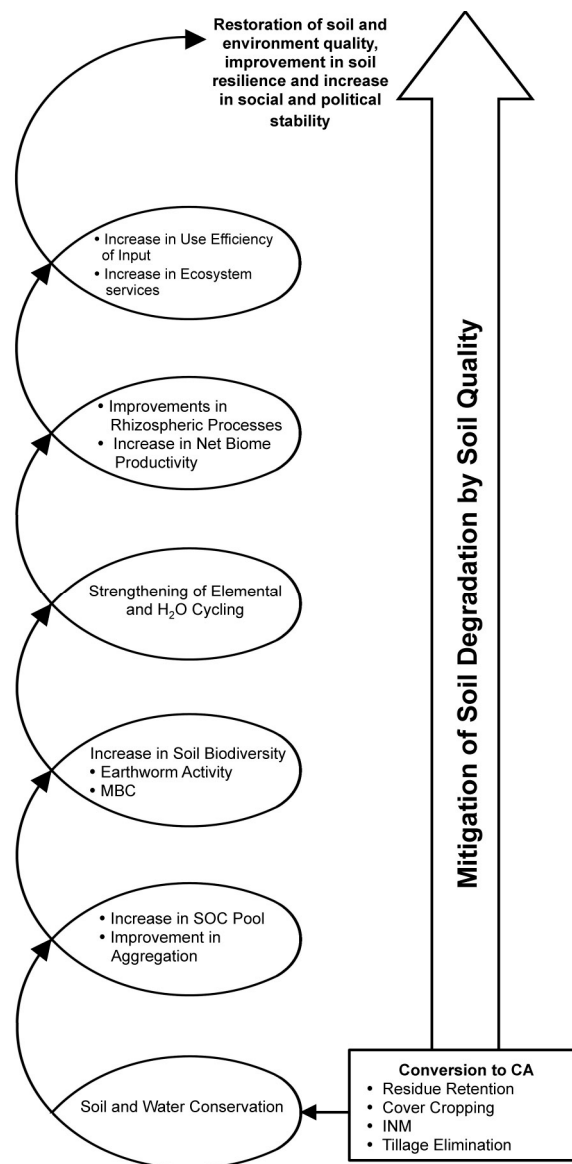 Restoration of soil and
environment quality,
improvement in soil
resilience and increase
in social and political
stability
• Increase in Use Efficiency
of Input
• Increase in Ecosystem
services
• Improvements in
Rhizospheric Processes
• Increase in Net Biome
Productivity
Strengthening of Elemental
and H₂O Cycling
Increase in Soil Biodiversity
• Earthworm Activity
• MBC
• Increase in SOC Pool
• Improvement in
Aggregation
Soil and Water Conservation
Mitigation of Soil Degradation by Soil Quality
Conversion to CA
• Residue Retention
• Cover Cropping
• INM
• Tillage Elimination